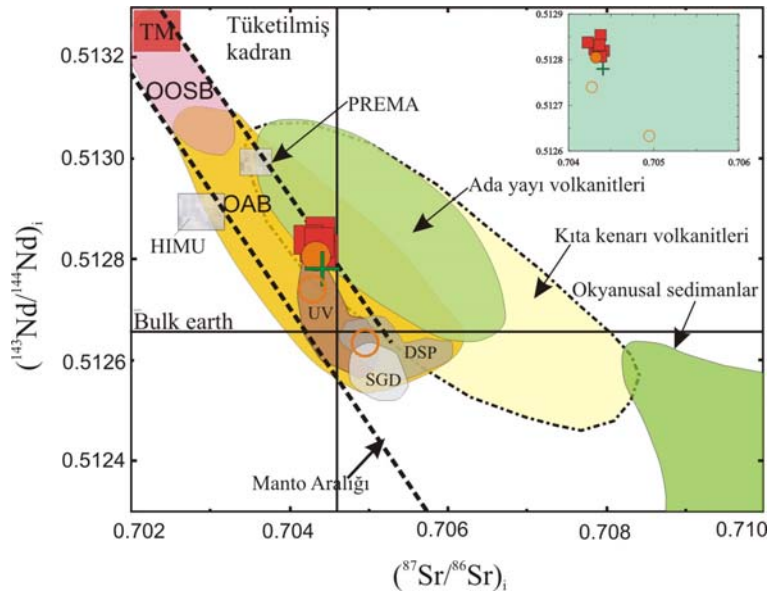 TM
Tüketilmiş
kadran
OOSB
PREMA
OAB
HIMU
Ada yayı volkanitleri
Kıta kenarı volkanitleri
Okyanusal sedimanlar
UV
Bulk earth
DSP
SGD
Manto Aralığı
0.5132
0.5130
0.5128
0.5126
0.5124
(¹⁴³Nd/¹⁴⁴Nd)ᵢ
0.702
0.704
0.706
0.708
0.710
(⁸⁷Sr/⁸⁶Sr)ᵢ
0.5129
0.5128
0.5127
0.5126
0.704
0.705
0.706